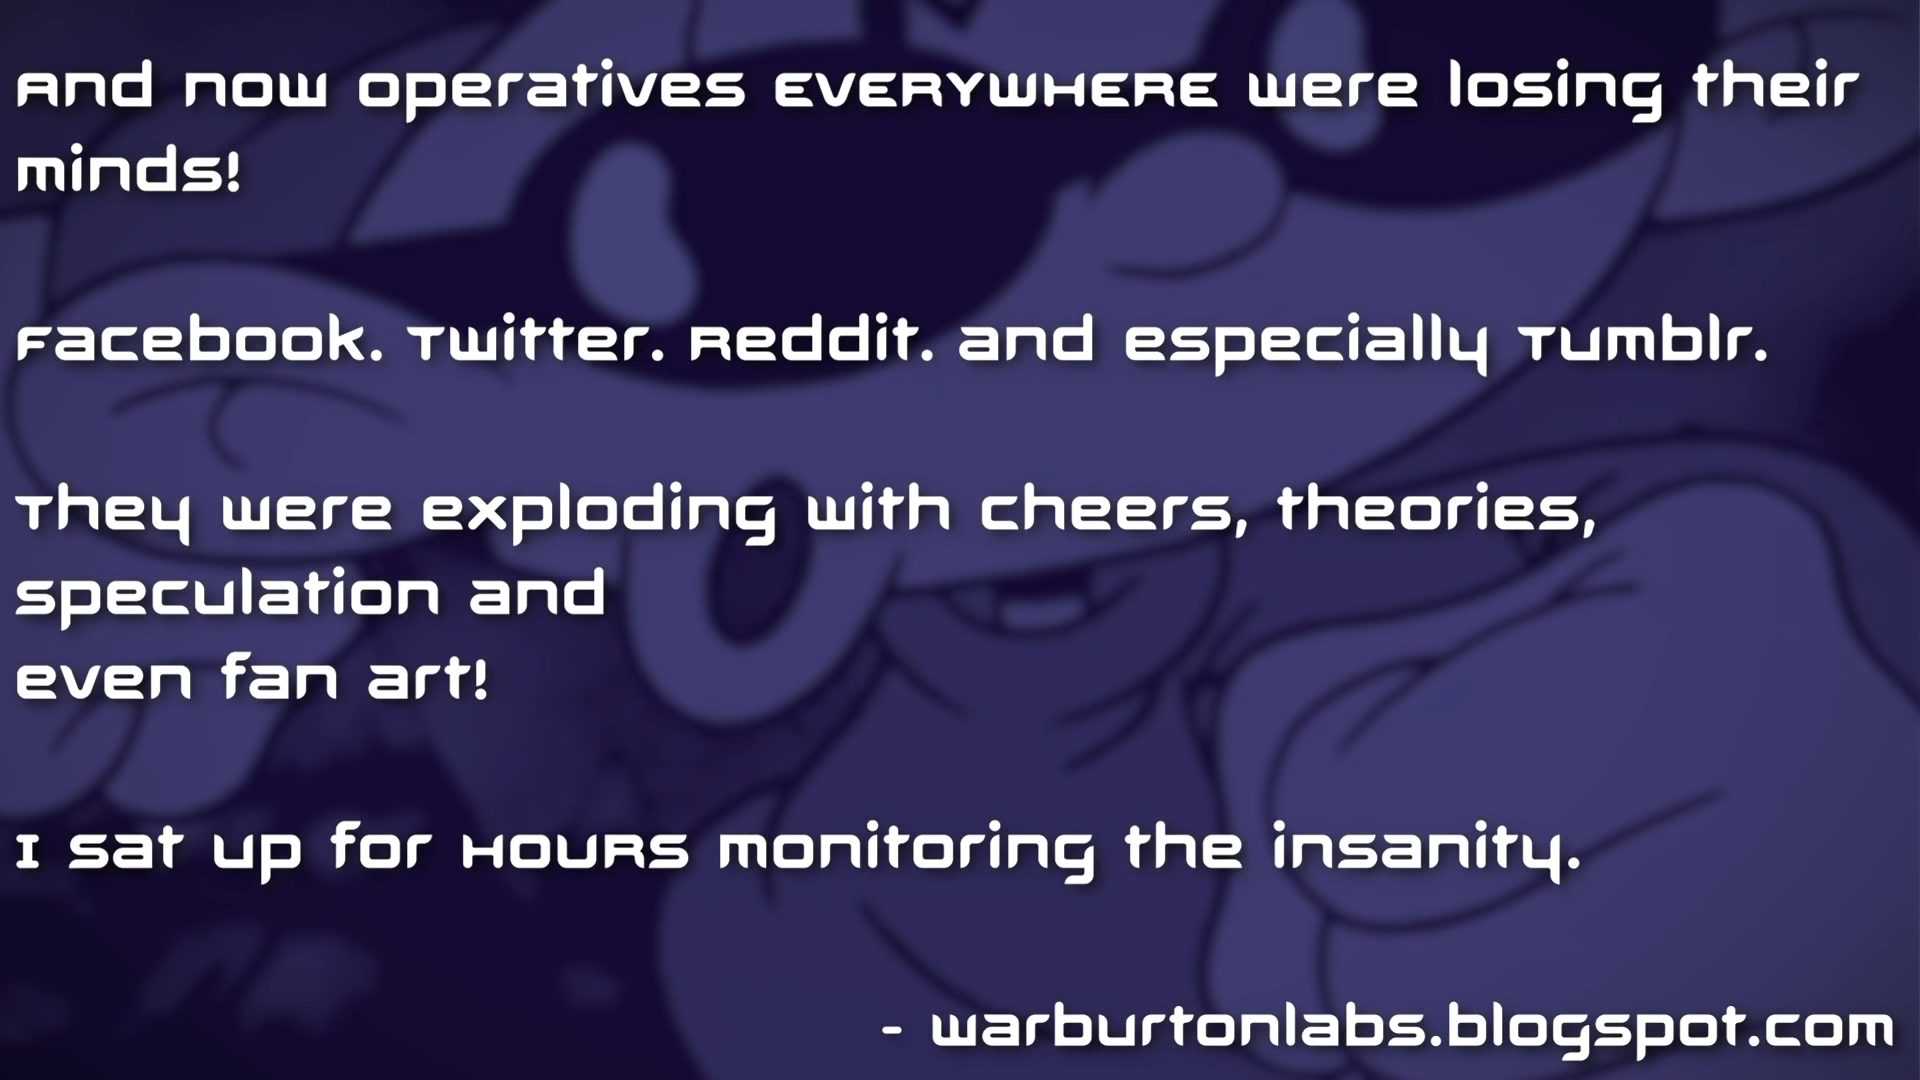 And now operatives EVERYWHERE were losing their
minds!
Facebook. Twitter. Reddit. and especially Tumblr.
They were exploding with cheers, theories,
speculation and
even fan art!
I sat up for HOURS monitoring the insanity.
- warburtonlabs.blogspot.com